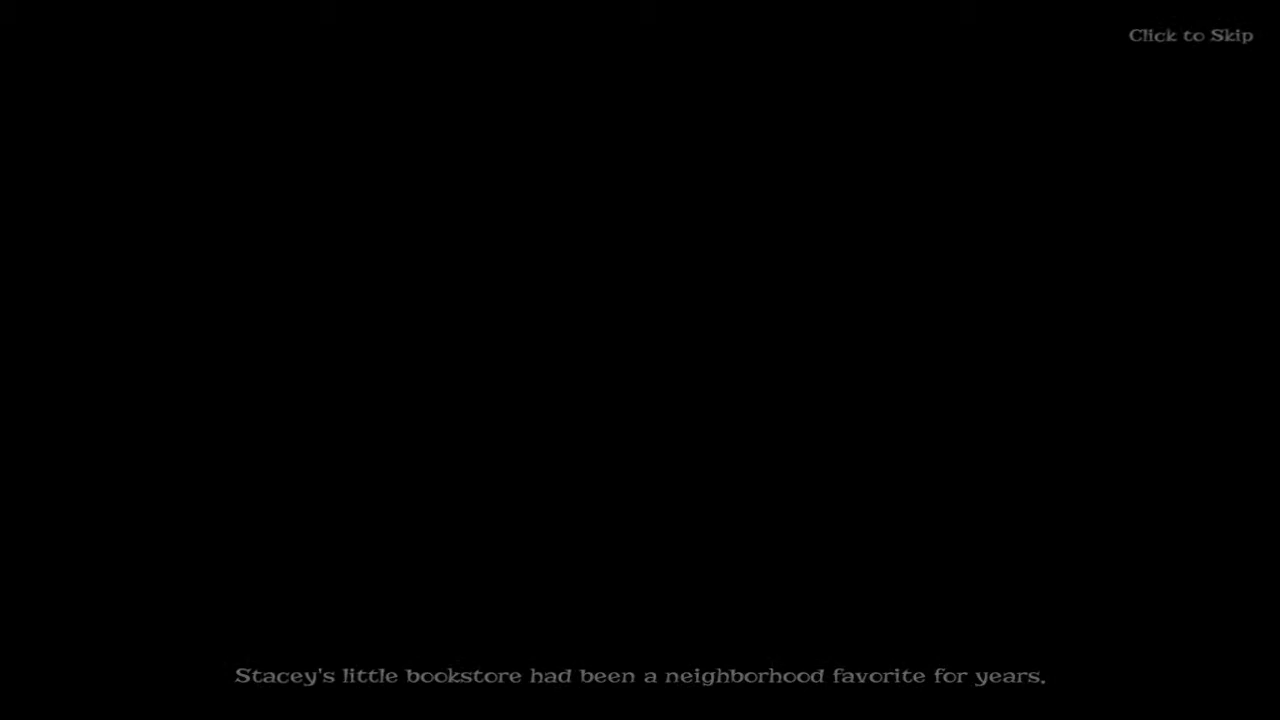 Click to Skip
Stacey's little bookstore had been a neighborhood favorite for years.